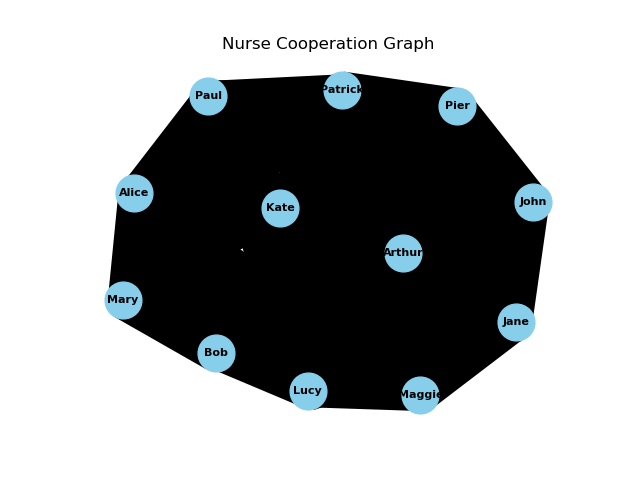 Nurse Cooperation Graph
Paul
Patrick
Pier
Alice
Kate
John
Arthur
Mary
Jane
Bob
Lucy
Maggie